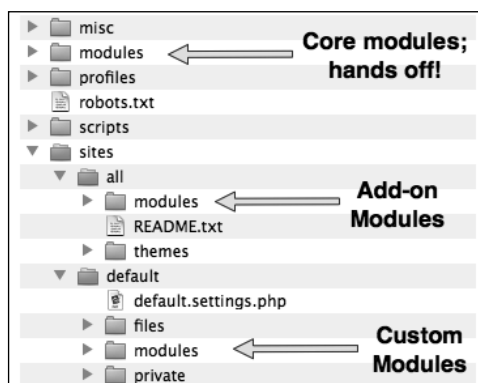 misc
modules
Core modules;
hands off!
profiles
robots.txt
scripts
sites
all
modules
Add-on
Modules
README.txt
themes
default
default.settings.php
files
modules
Custom
Modules
private